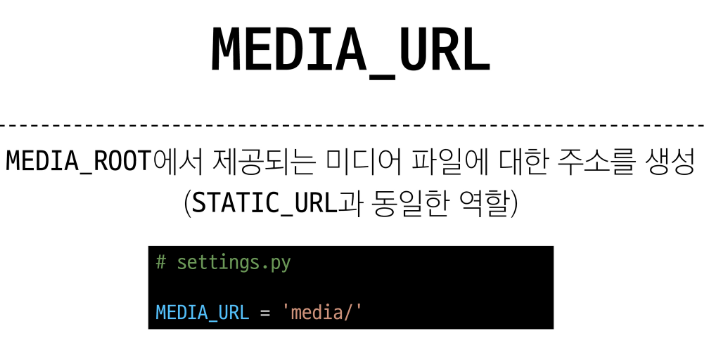 MEDIA_URL
MEDIA_ROOT에서 제공되는 미디어 파일에 대한 주소를 생성
(STATIC_URL과 동일한 역할)
# settings.py
MEDIA_URL = 'media/'